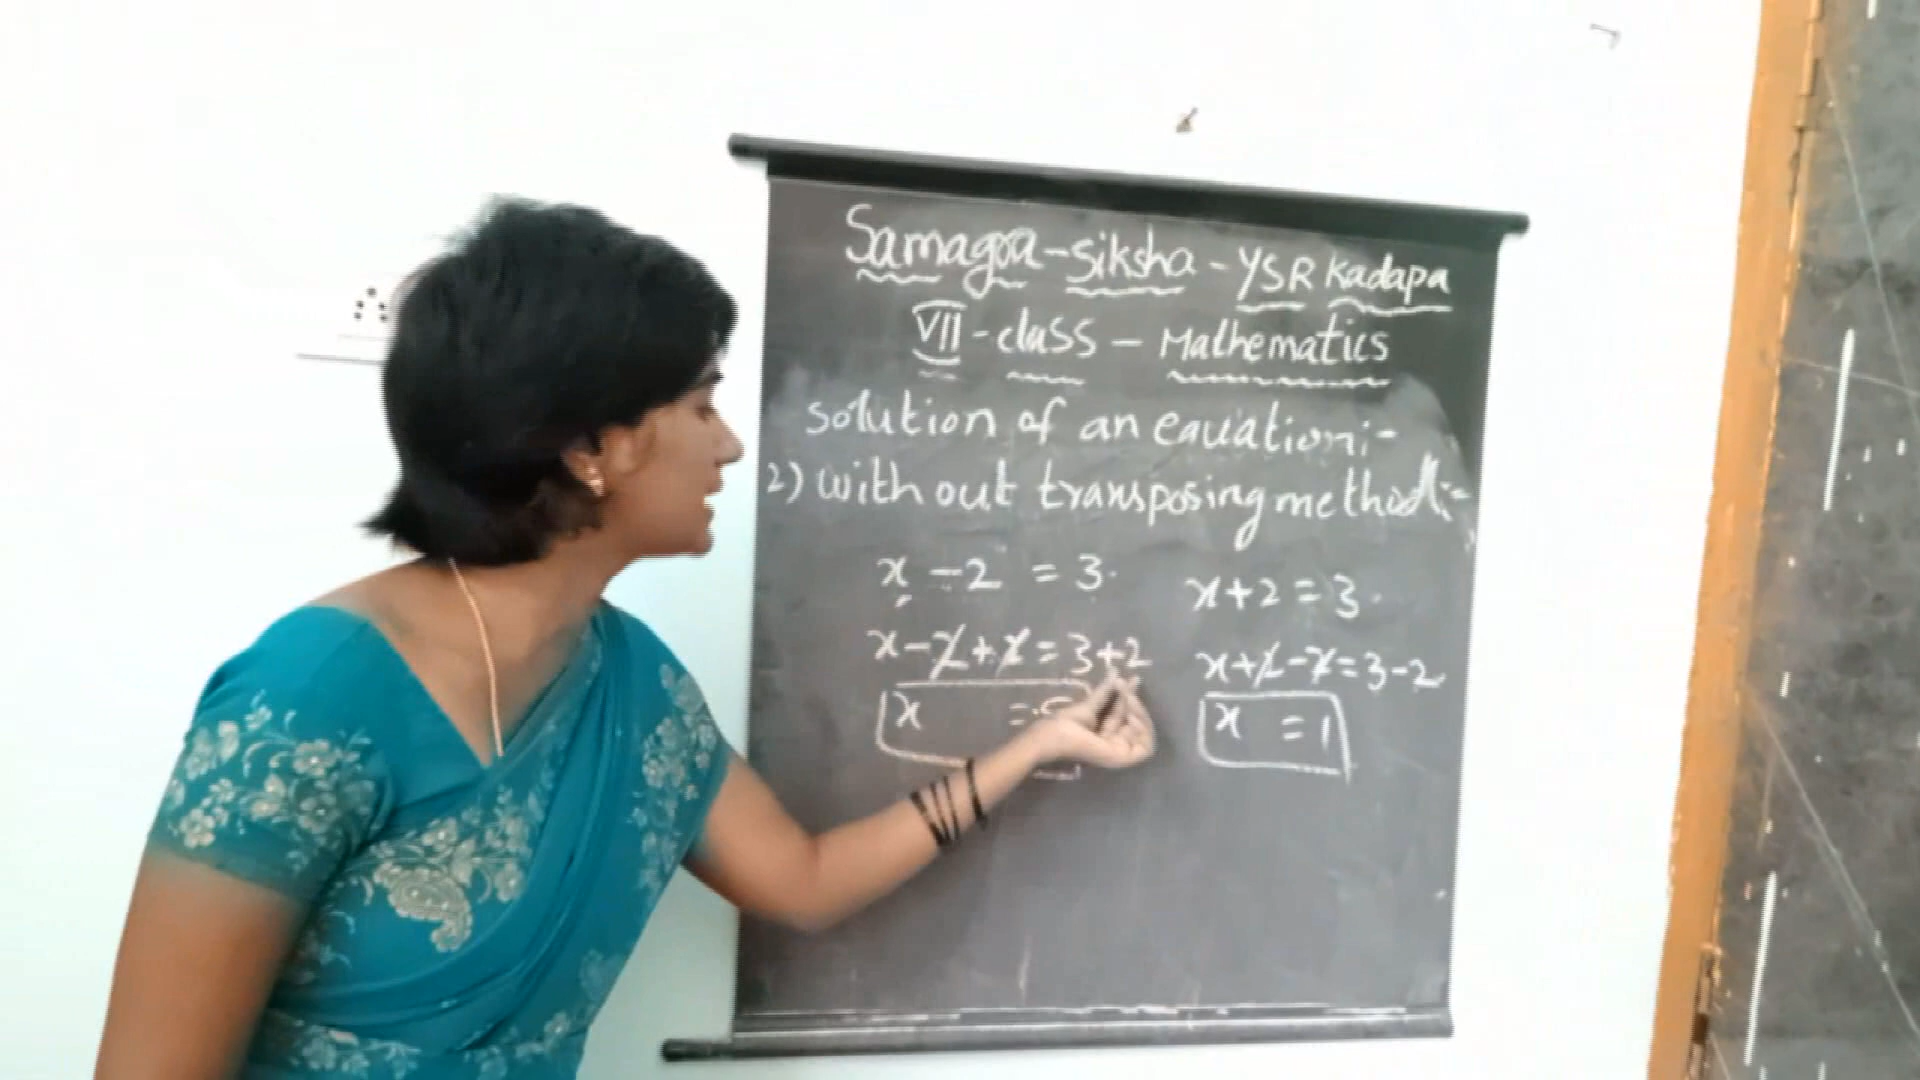 Samagra-siksha-YSR Kadapa
VII-class-Mathematics
solution of an equation:-
2) with out transposing method:-
x - 2 = 3.
x+2 = 3.
x-2+2=3+2
x+2-2=3-2
x =5
x = 1